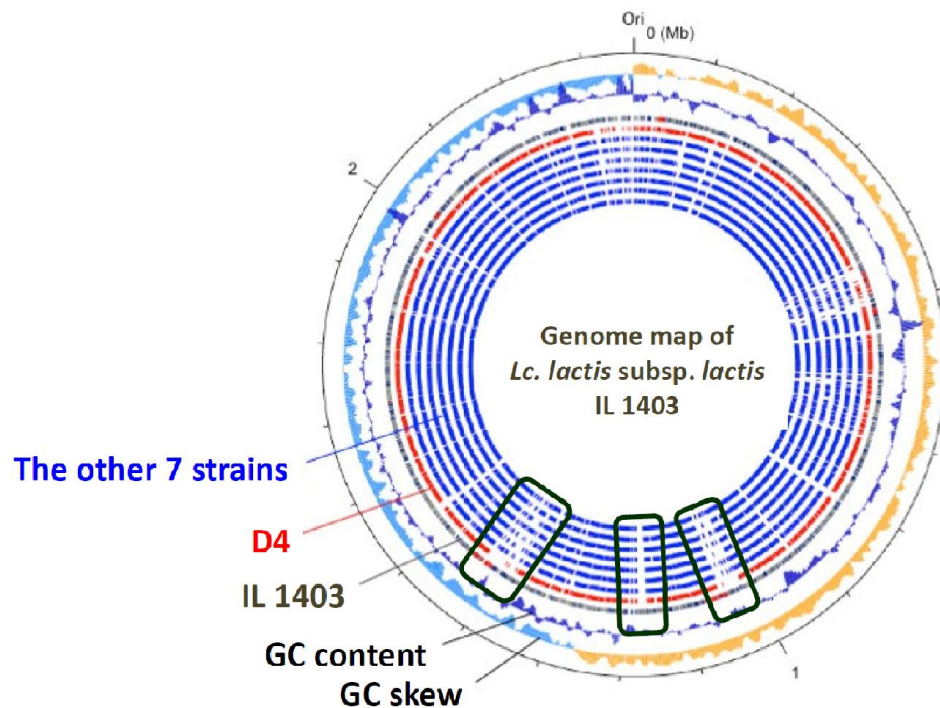 Ori
0 (Mb)
2
Genome map of
Lc. lactis subsp. lactis
IL 1403
The other 7 strains
D4
IL 1403
GC content
GC skew
1